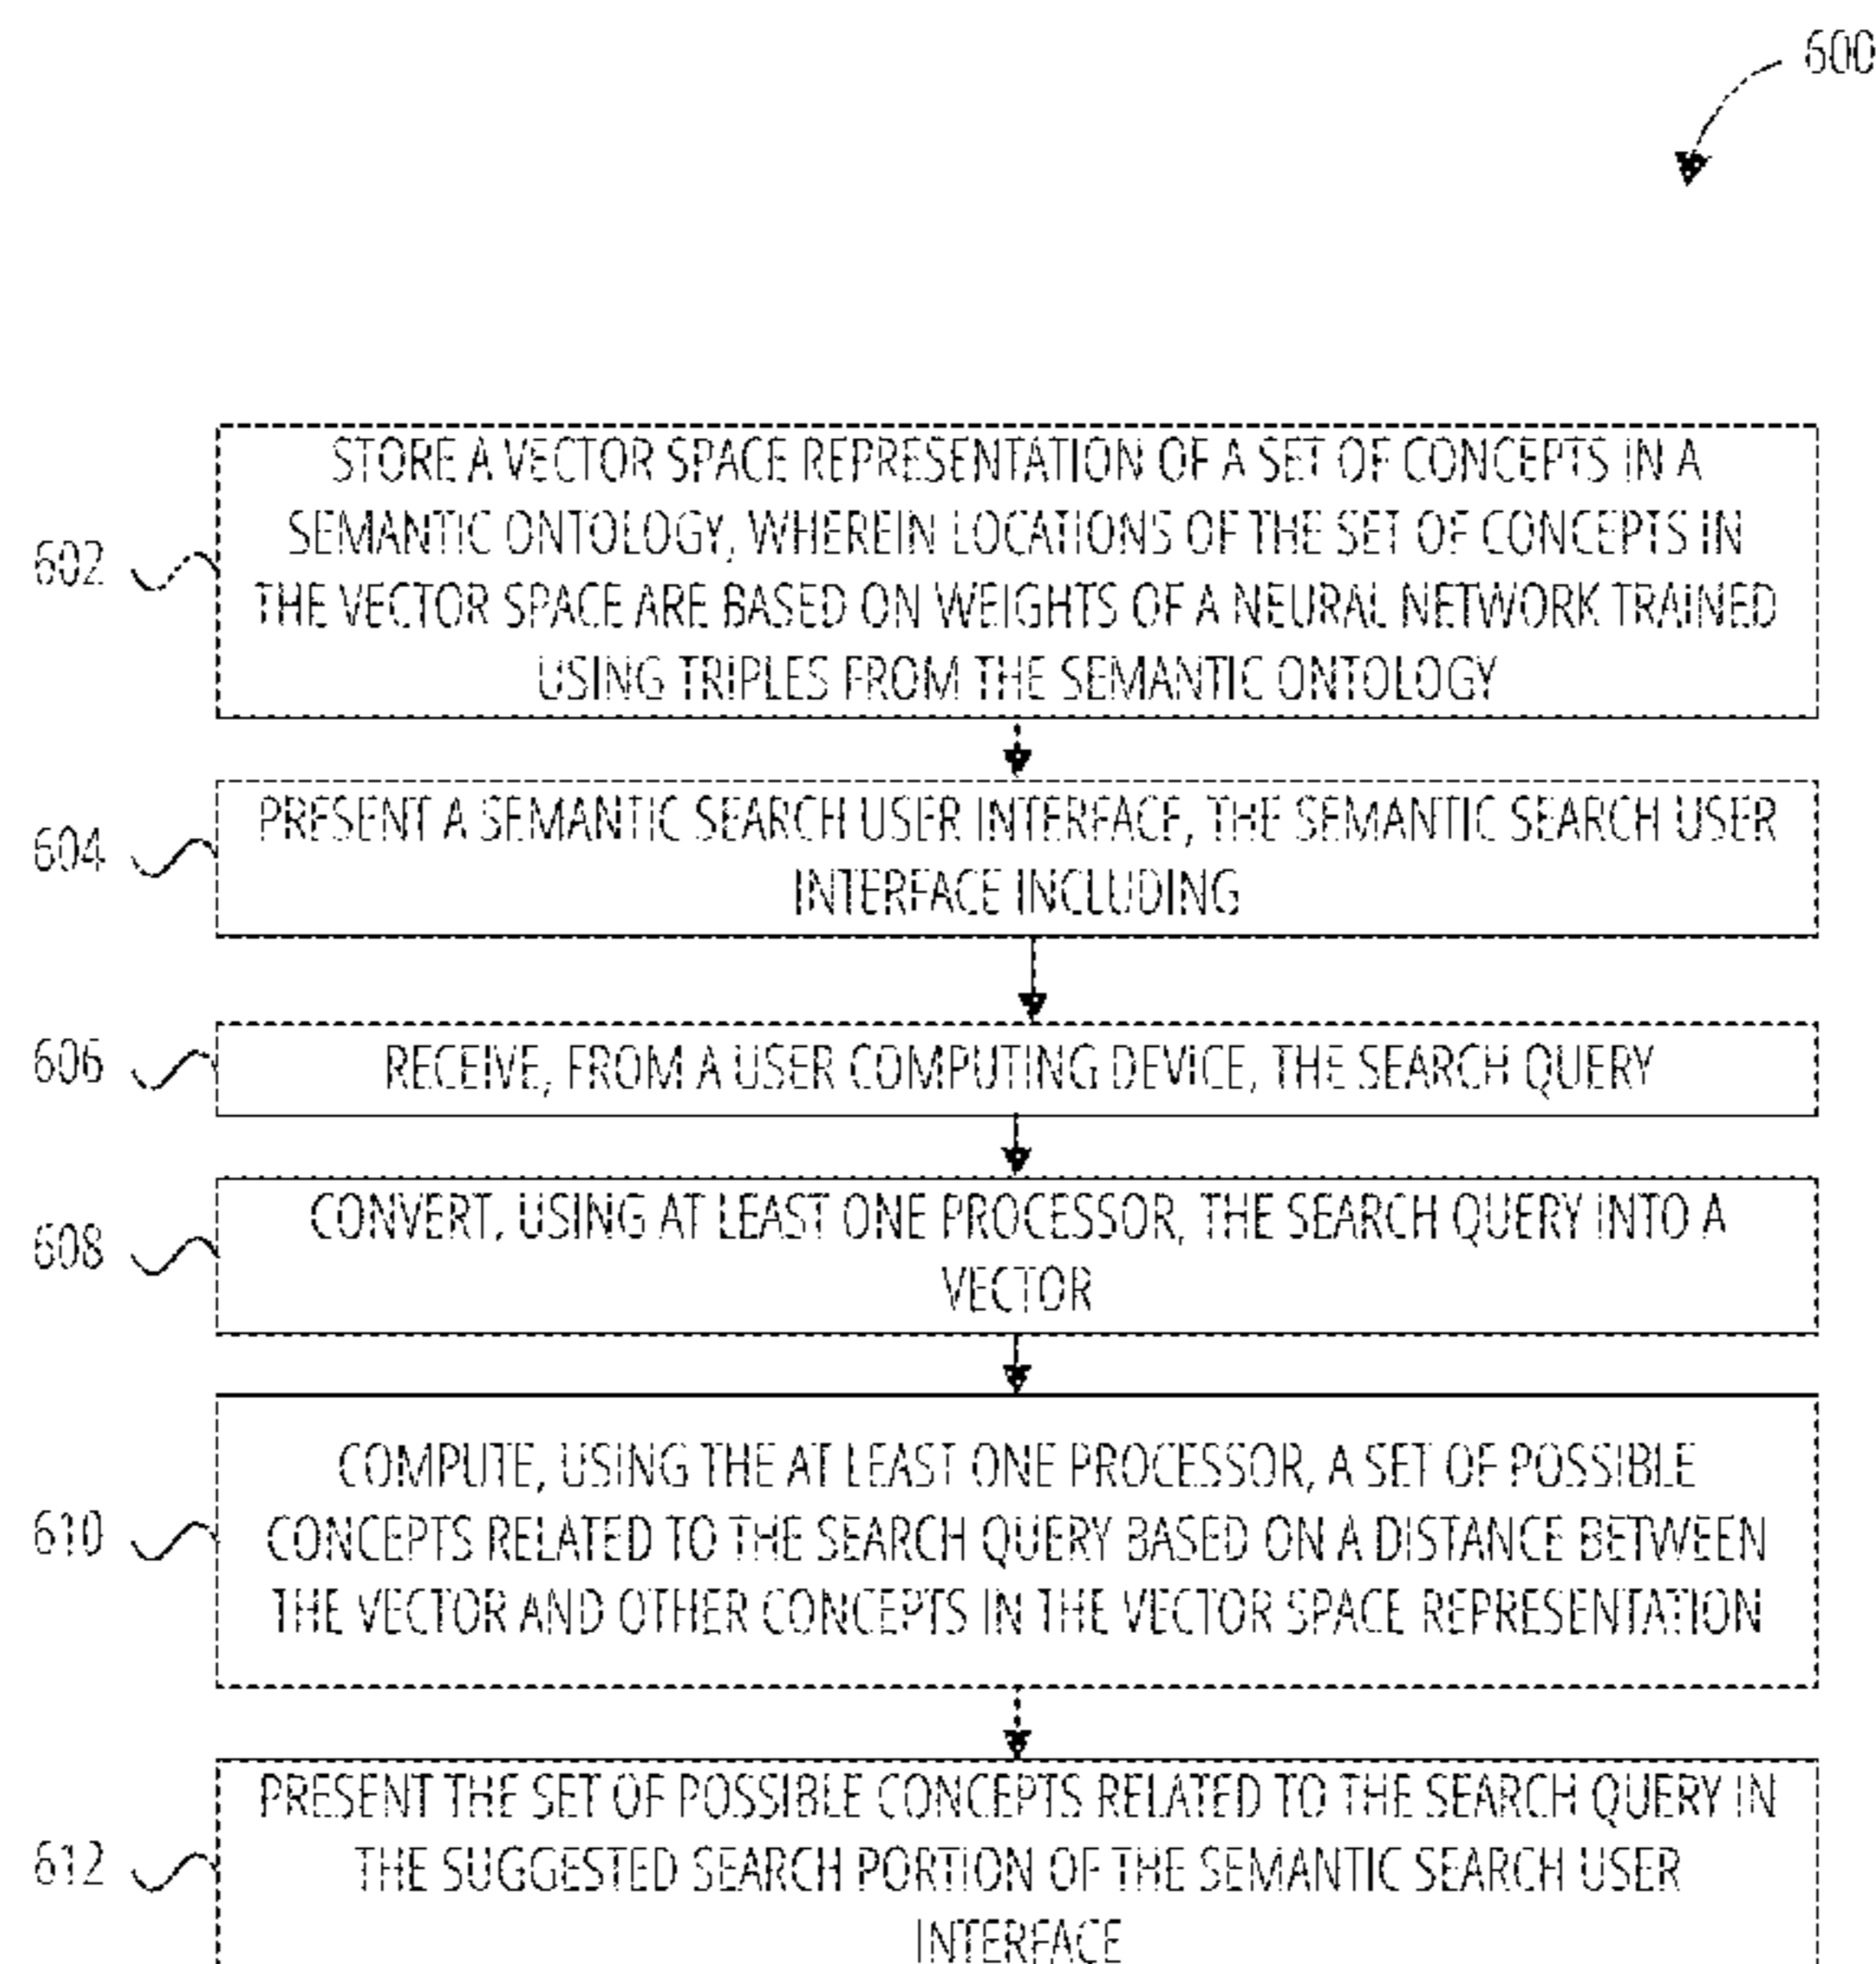 600
STORE A VECTOR SPACE REPRESENTATION OF A SET OF CONCEPTS IN A
SEMANTIC ONTOLOGY, WHEREIN LOCATIONS OF THE SET OF CONCEPTS IN
602
THE VECTOR SPACE ARE BASED ON WEIGHTS OF A NEURAL NETWORK TRAINED
USING TRIPLES FROM THE SEMANTIC ONTOLOGY
PRESENT A SEMANTIC SEARCH USER INTERFACE, THE SEMANTIC SEARCH USER
604
INTERFACE INCLUDING
606
RECEIVE, FROM A USER COMPUTING DEVICE, THE SEARCH QUERY
CONVERT, USING AT LEAST ONE PROCESSOR, THE SEARCH QUERY INTO A
608
VECTOR
COMPUTE, USING THE AT LEAST ONE PROCESSOR, A SET OF POSSIBLE
610
CONCEPTS RELATED TO THE SEARCH QUERY BASED ON A DISTANCE BETWEEN
THE VECTOR AND OTHER CONCEPTS IN THE VECTOR SPACE REPRESENTATION
PRESENT THE SET OF POSSIBLE CONCEPTS RELATED TO THE SEARCH QUERY IN
612
THE SUGGESTED SEARCH PORTION OF THE SEMANTIC SEARCH USER
INTERFACE